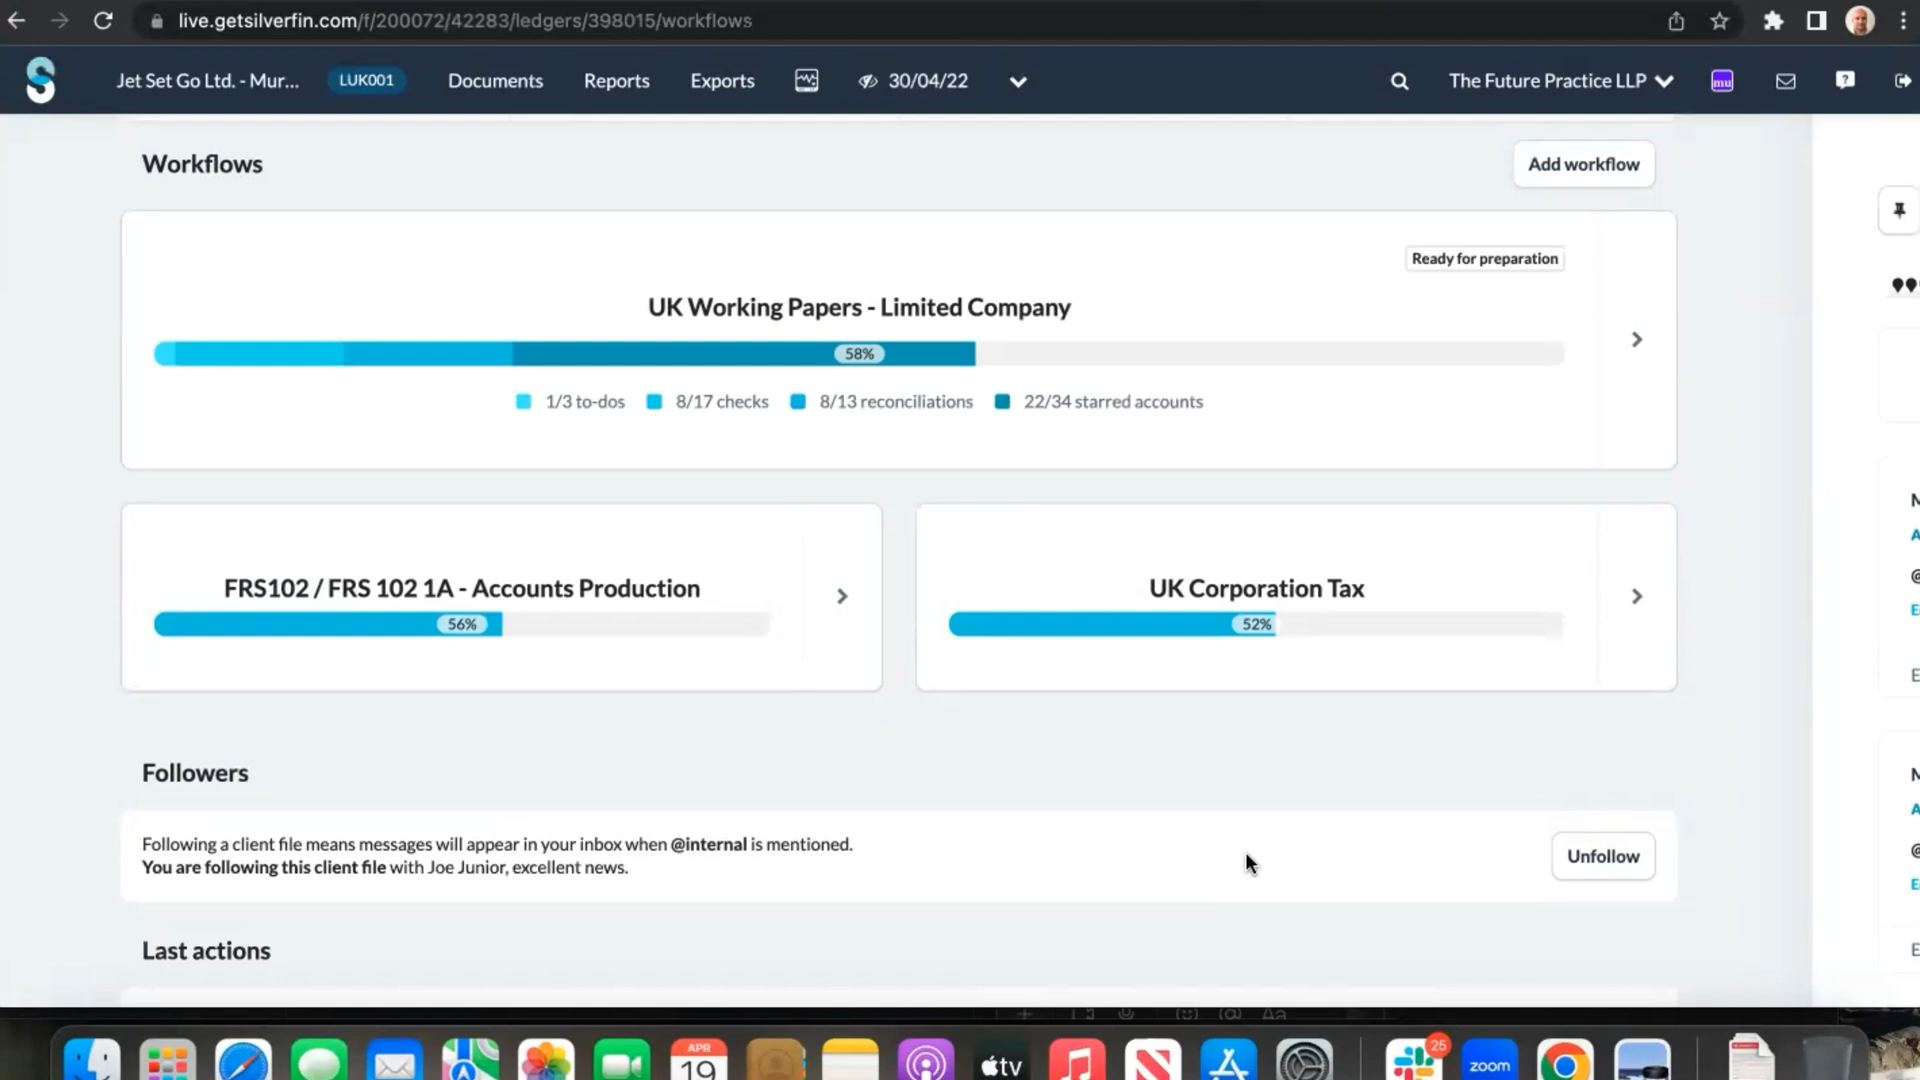 live.getsilverfin.com/f/200072/42283/ledgers/398015/workflows
Jet Set Go Ltd. - Mur... LUK001 Documents Reports Exports 30/04/22 The Future Practice LLP mu
Workflows
Add workflow
Ready for preparation
UK Working Papers - Limited Company
58%
1/3 to-dos 8/17 checks 8/13 reconciliations 22/34 starred accounts
FRS102 / FRS 102 1A - Accounts Production
56%
UK Corporation Tax
52%
Followers
Following a client file means messages will appear in your inbox when @internal is mentioned.
You are following this client file with Joe Junior, excellent news.
Unfollow
Last actions
Aa
APR
19
tv
25
zoom